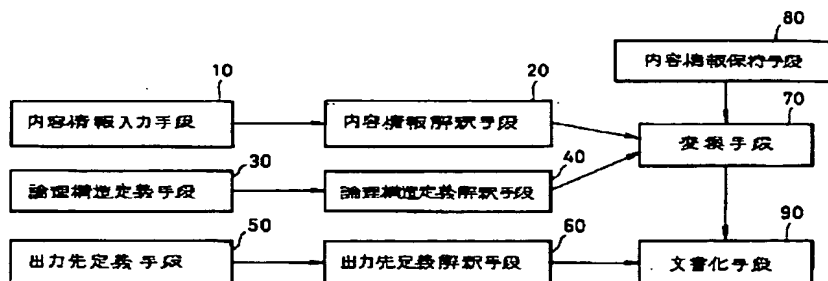 80
内容情報保持手段
10
20
70
内容情報入力手段
内容情報解釈手段
変換手段
30
40
論理構造定義手段
論理構造定義解釈手段
50
60
90
出力先定義手段
出力先定義解釈手段
文書化手段